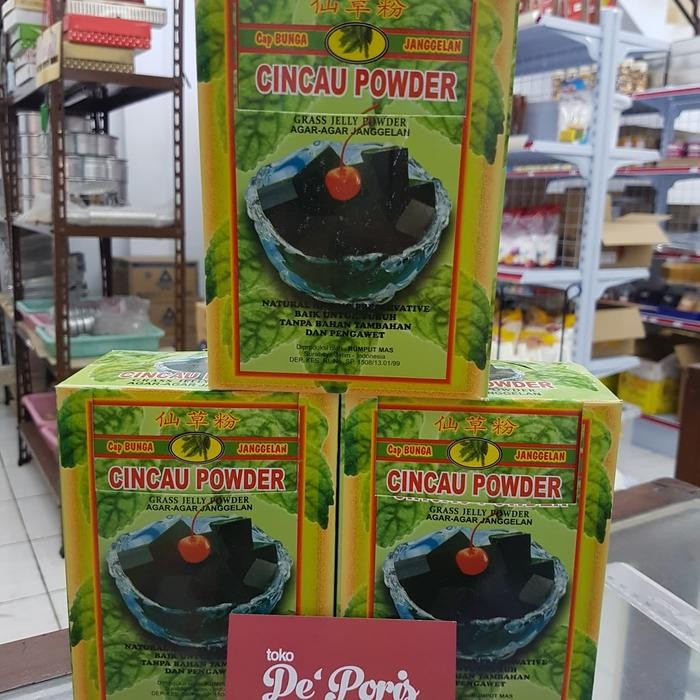 仙草粉
Cap BUNGA JANGGELAN
CINCAU POWDER
GRASS JELLY POWDER
AGAR-AGAR JANGGELAN
BAIK UNTUK TUBUH
TANPA BAHAN TAMBAHAN
DAN PENGAWET
Diproduksi oleh: RUMPUT MAS
Indonesia
仙草粉
Cap BUNGA JANGGELAN
CINCAU POWDER
GRASS JELLY POWDER
AGAR-AGAR JANGGELAN
仙草粉
Cap BUNGA JANGGELAN
CINCAU POWDER
GRASS JELLY POWDER
AGAR-AGAR JANGGELAN
toko
De' Poris